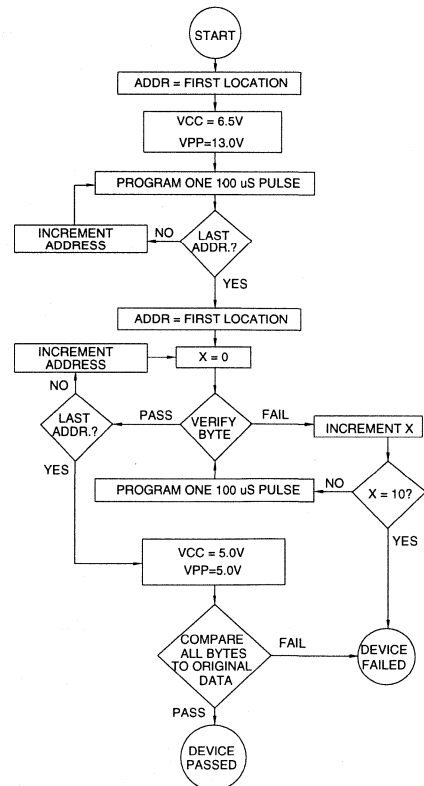 START
ADDR = FIRST LOCATION
VCC = 6.5V
VPP=13.0V
PROGRAM ONE 100 uS PULSE
INCREMENT
ADDRESS
NO
LAST
ADDR.?
YES
ADDR = FIRST LOCATION
INCREMENT
ADDRESS
X = 0
NO
LAST
ADDR.?
PASS
VERIFY
BYTE
FAIL
INCREMENT X
YES
PROGRAM ONE 100 uS PULSE
NO
X = 10?
YES
VCC = 5.0V
VPP=5.0V
COMPARE
ALL BYTES
TO ORIGINAL
DATA
FAIL
DEVICE
FAILED
PASS
DEVICE
PASSED